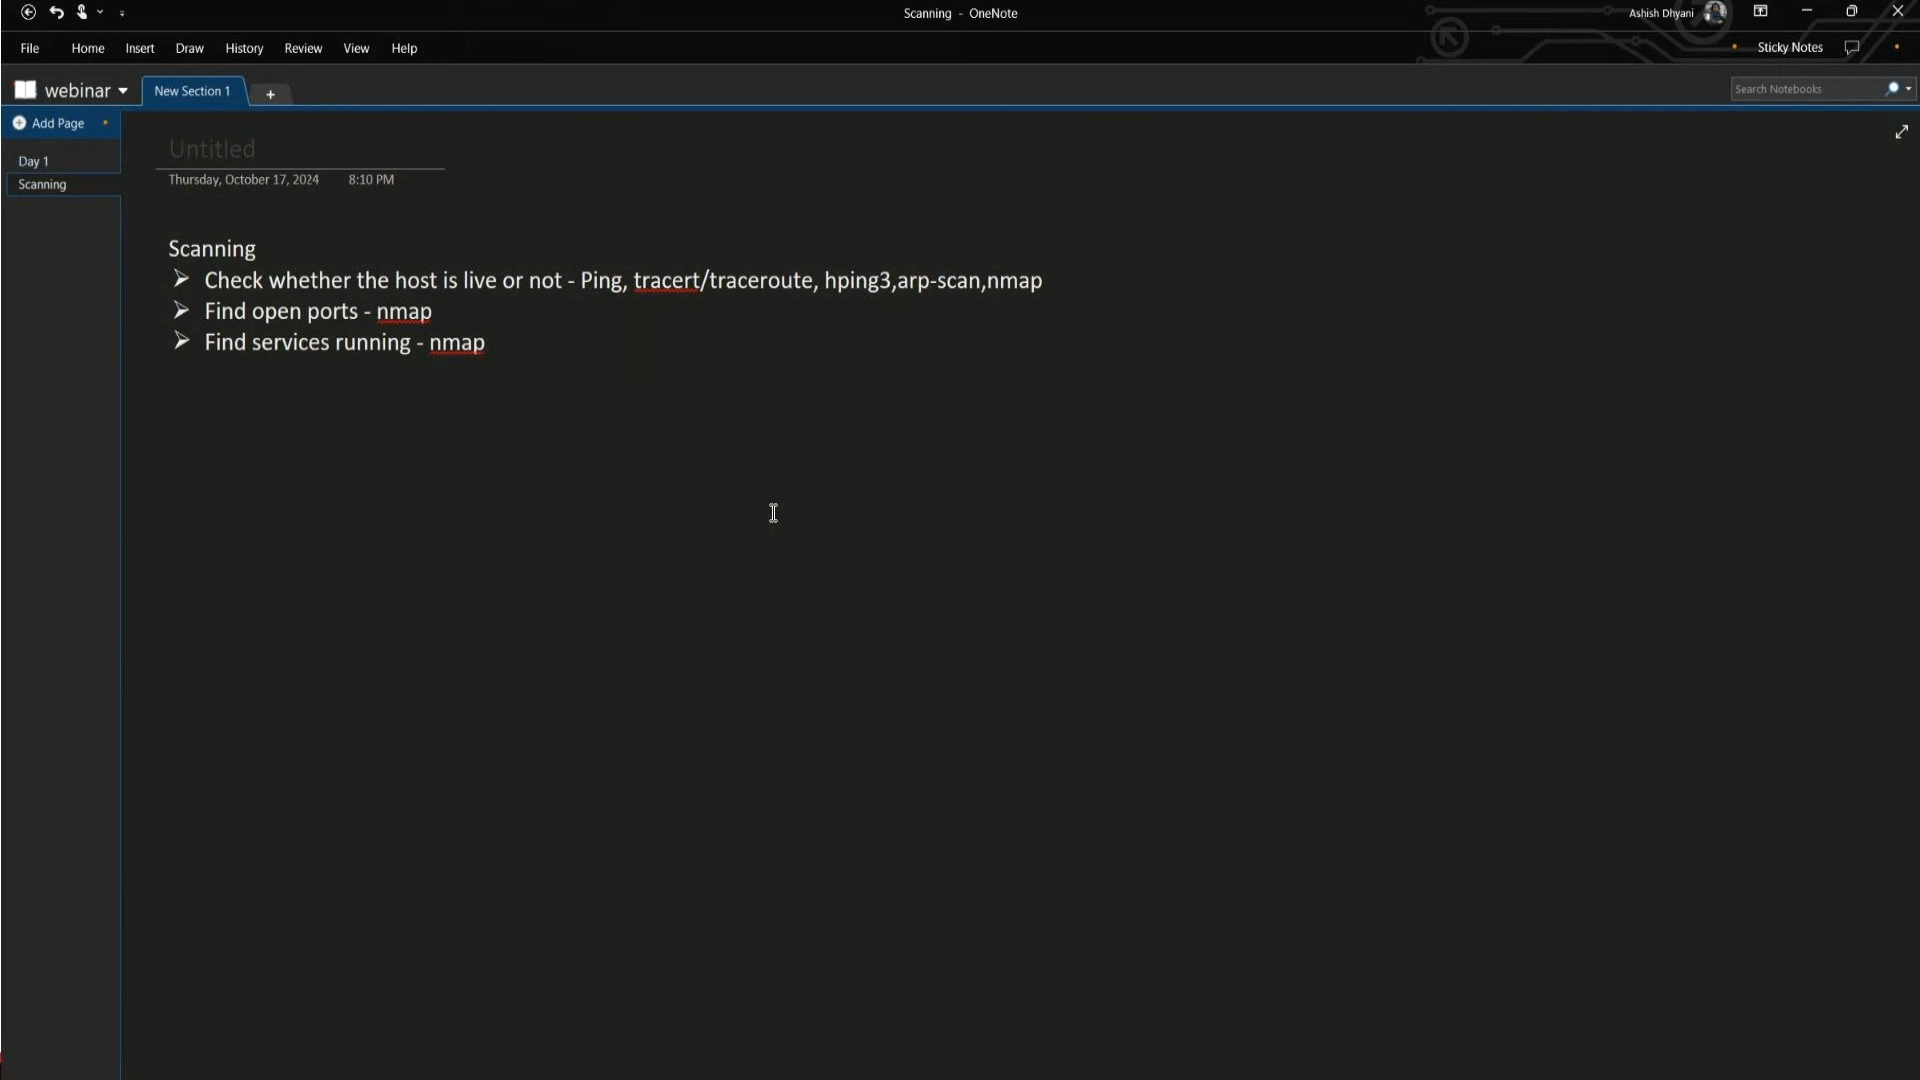 Scanning - OneNote
Ashish Dhyani
File Home Insert Draw History Review View Help
Sticky Notes
webinar
New Section 1
+
Search Notebooks
Add Page
Day 1
Scanning
Untitled
Thursday, October 17, 2024 8:10 PM
Scanning
➢ Check whether the host is live or not - Ping, tracert/traceroute, hping3,arp-scan,nmap
➢ Find open ports - nmap
➢ Find services running - nmap